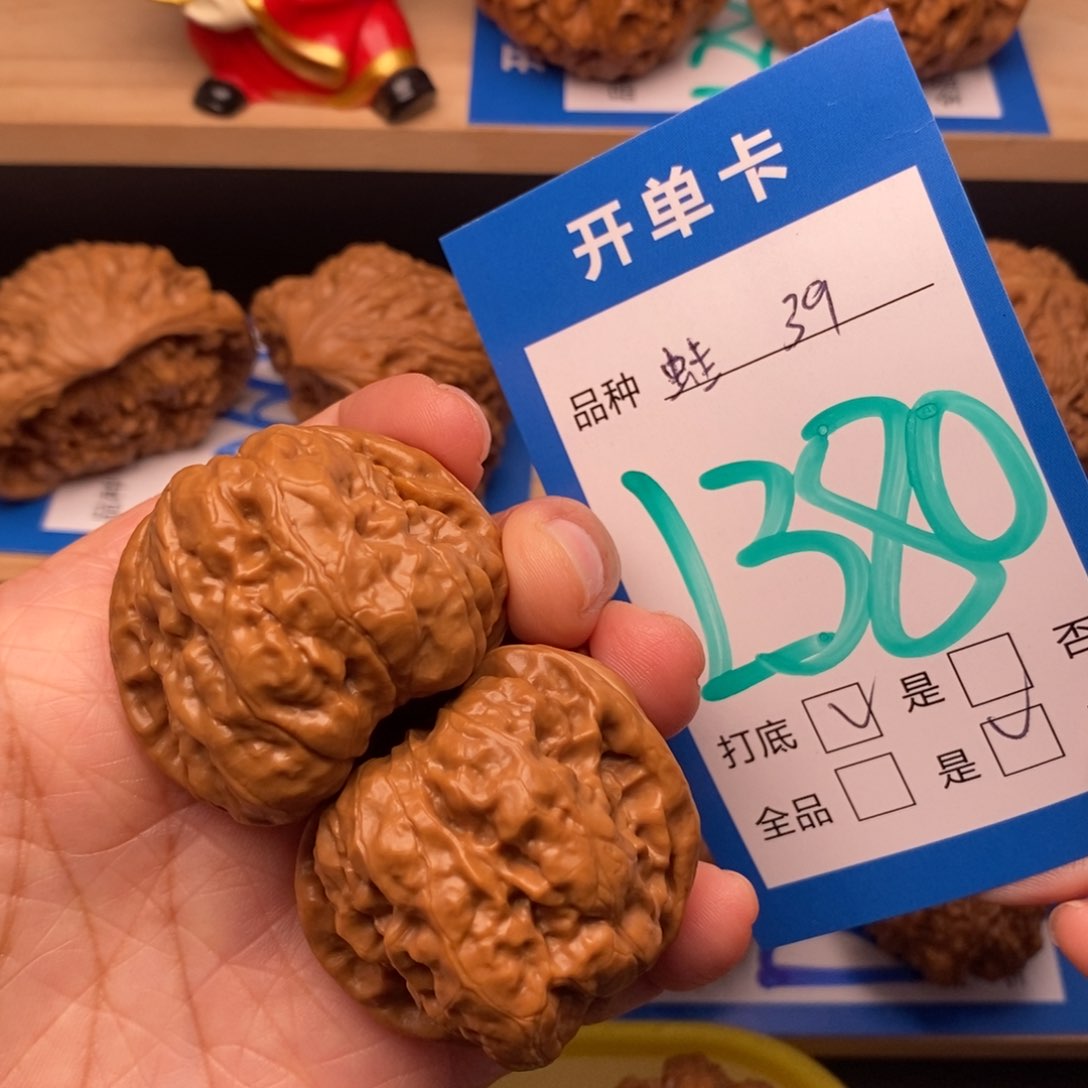 开单卡
品种 蛙 39
1380
打底 是 否
全品 是